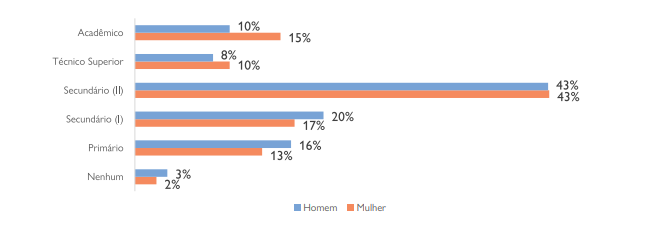 Acadêmico
10%
15%
Técnico Superior
8%
10%
Secundário (II)
43%
43%
Secundário (I)
20%
17%
Primário
16%
13%
Nenhum
3%
2%
Homem Mulher